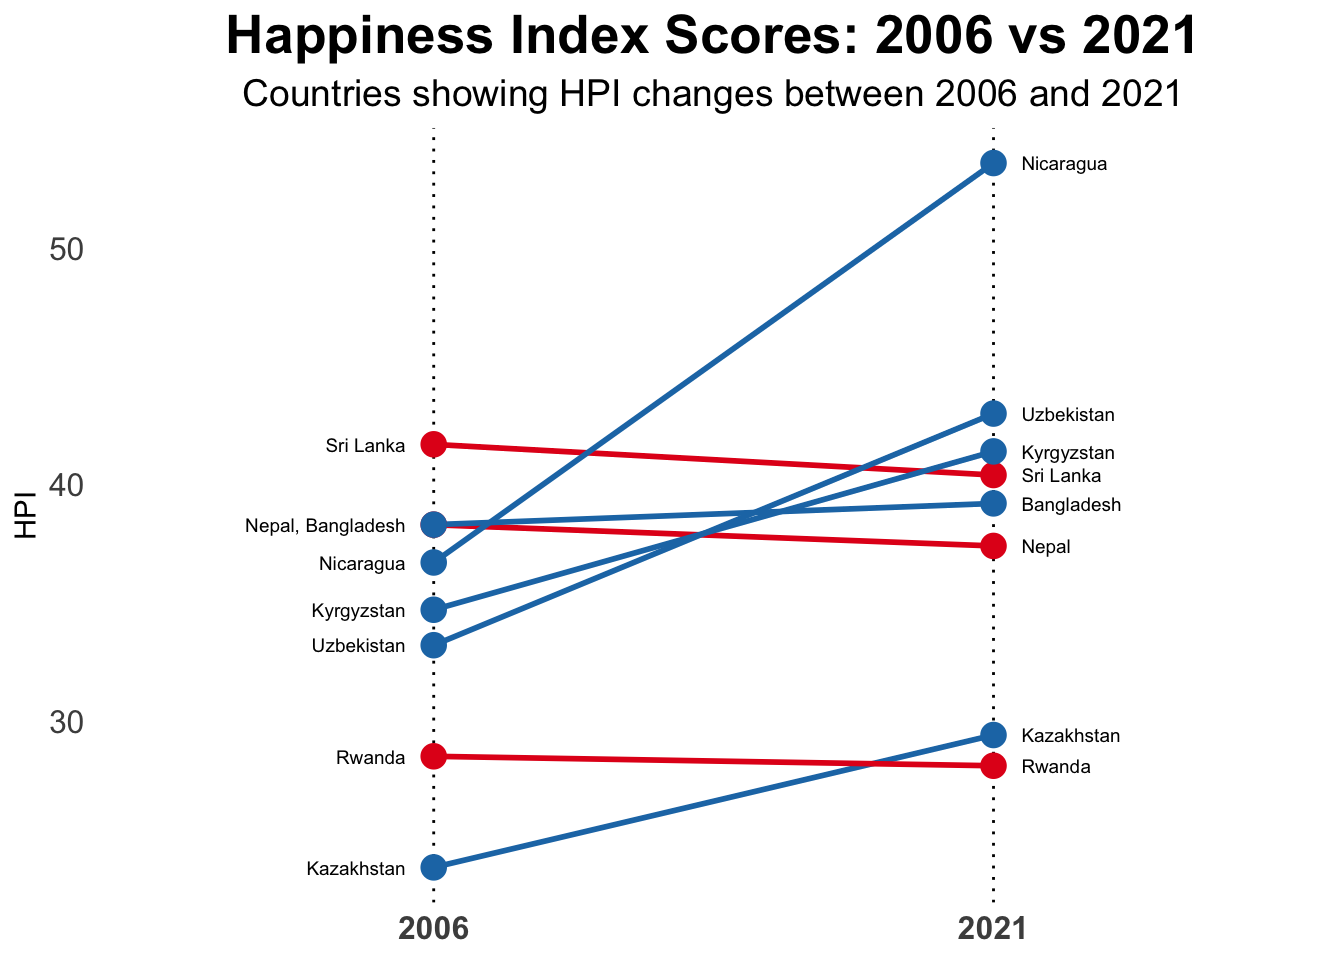 Happiness Index Scores: 2006 vs 2021
Countries showing HPI changes between 2006 and 2021
HPI
50
40
30
Sri Lanka
Nepal, Bangladesh
Nicaragua
Kyrgyzstan
Uzbekistan
Rwanda
Kazakhstan
Nicaragua
Uzbekistan
Kyrgyzstan
Sri Lanka
Bangladesh
Nepal
Kazakhstan
Rwanda
2006
2021